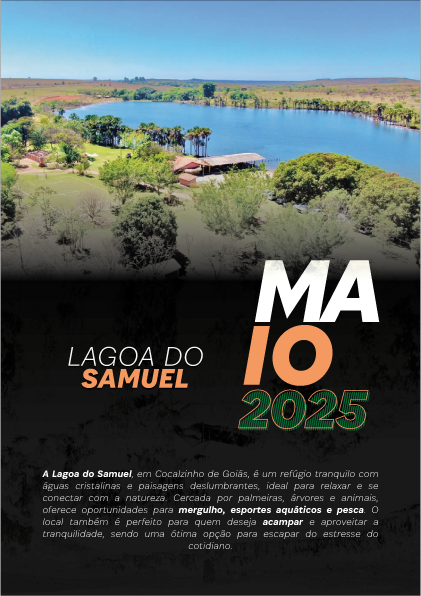 MA
IO
2025
LAGOA DO
SAMUEL
A Lagoa do Samuel, em Cocalzinho de Goiás, é um refúgio tranquilo com
águas cristalinas e paisagens deslumbrantes, ideal para relaxar e se
conectar com a natureza. Cercada por palmeiras, árvores e animais,
oferece oportunidades para mergulho, esportes aquáticos e pesca. O
local também é perfeito para quem deseja acampar e aproveitar a
tranquilidade, sendo uma ótima opção para escapar do estresse do
cotidiano.